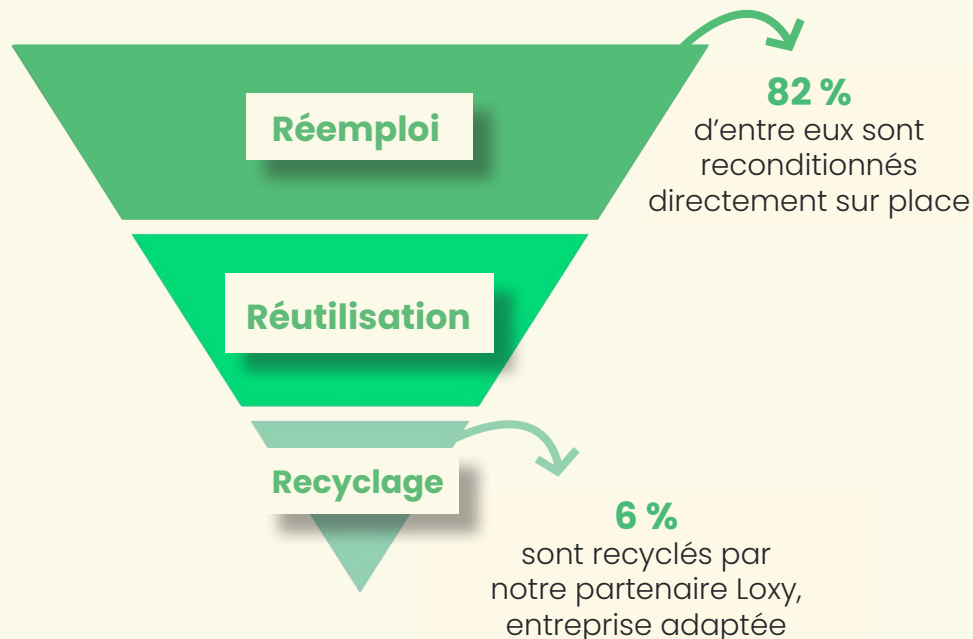 Réemploi
82 %
d'entre eux sont
reconditionnés
directement sur place
Réutilisation
Recyclage
6 %
sont recyclés par
notre partenaire Loxy,
entreprise adaptée